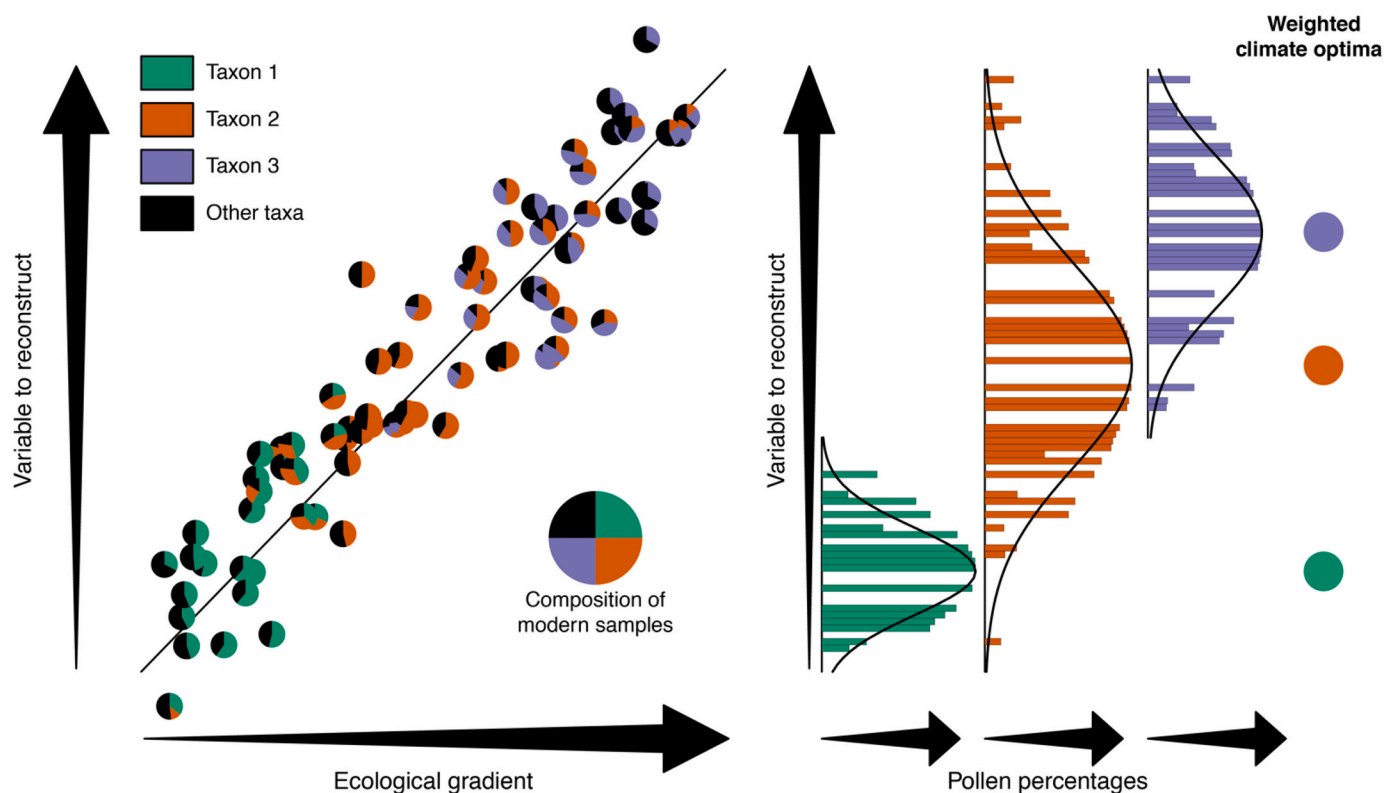 Weighted
climate optima
Taxon 1
Taxon 2
Taxon 3
Other taxa
Variable to reconstruct
Variable to reconstruct
Composition of
modern samples
Ecological gradient
Pollen percentages